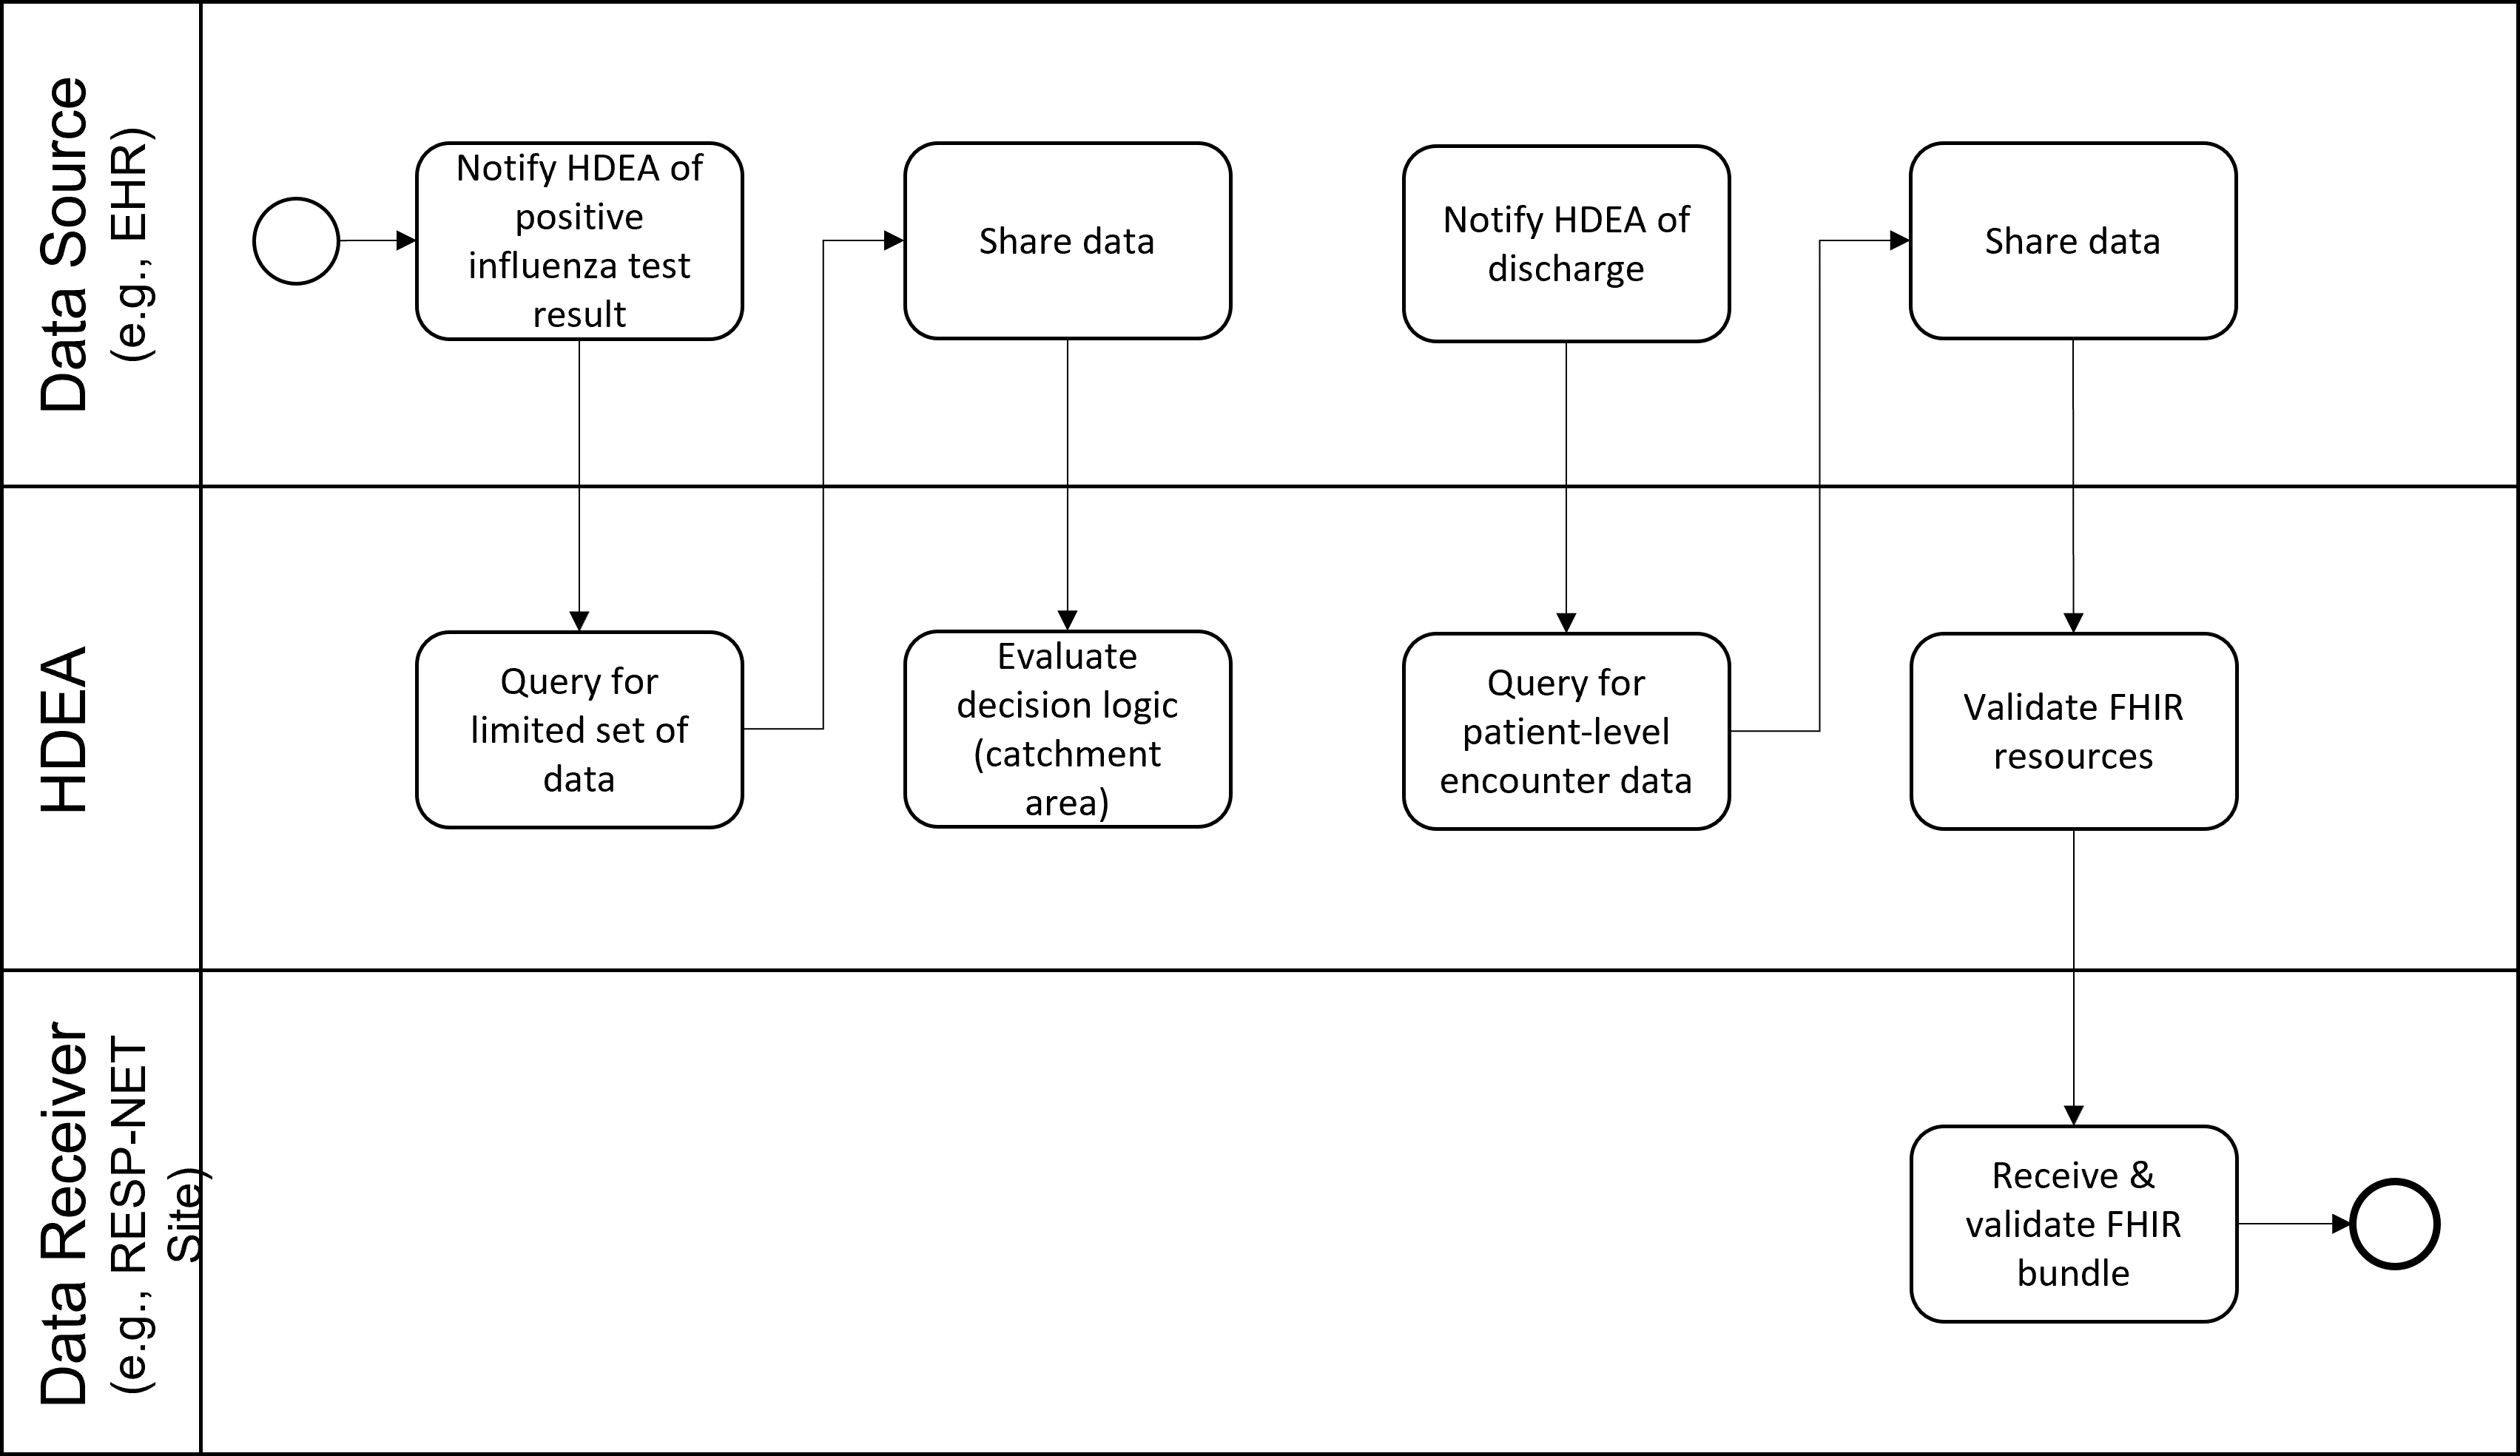 Data Source
(e.g., EHR)
Notify HDEA of
positive
influenza test
result
Share data
Notify HDEA of
discharge
Share data
HDEA
Query for
limited set of
data
Evaluate
decision logic
(catchment
area)
Query for
patient-level
encounter data
Validate FHIR
resources
Data Receiver
(e.g., RESP-NET
Site)
Receive &
validate FHIR
bundle